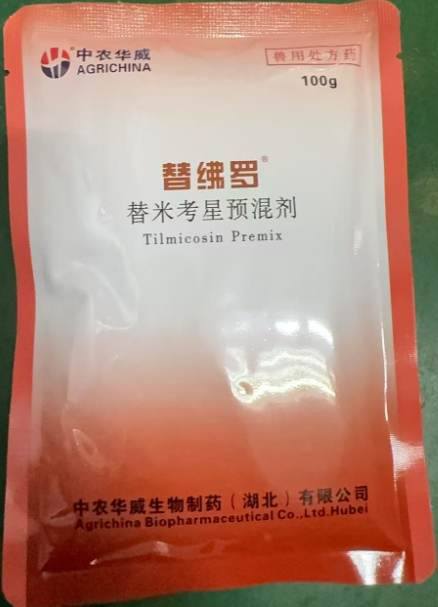 中农华威
AGRICHINA
兽用处方药
100g
替绋罗®
替米考星预混剂
Tilmicosin Premix
中农华威生物制药（湖北）有限公司
Agrichina Biopharmaceutical Co.,Ltd.Hubei